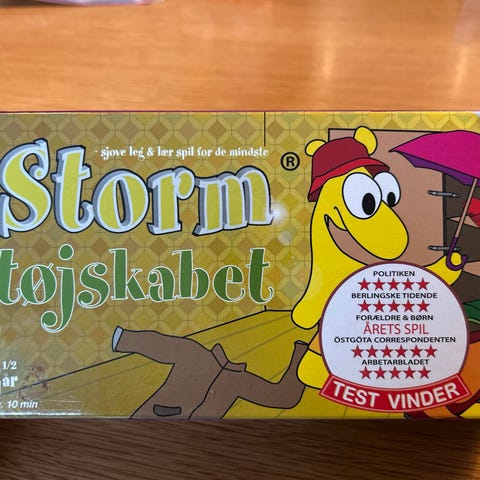 - sjove leg & lær spil for de mindste
Storm ®
tøjskabet
1/2
år
. 10 min
POLITIKEN
★★★★★
BERLINGSKE TIDENDE
★★★★★
FORÆLDRE & BØRN
ÅRETS SPIL
ÖSTGÖTA CORRESPONDENTEN
★★★★★★
ARBETARBLADET
★★★★★
TEST VINDER